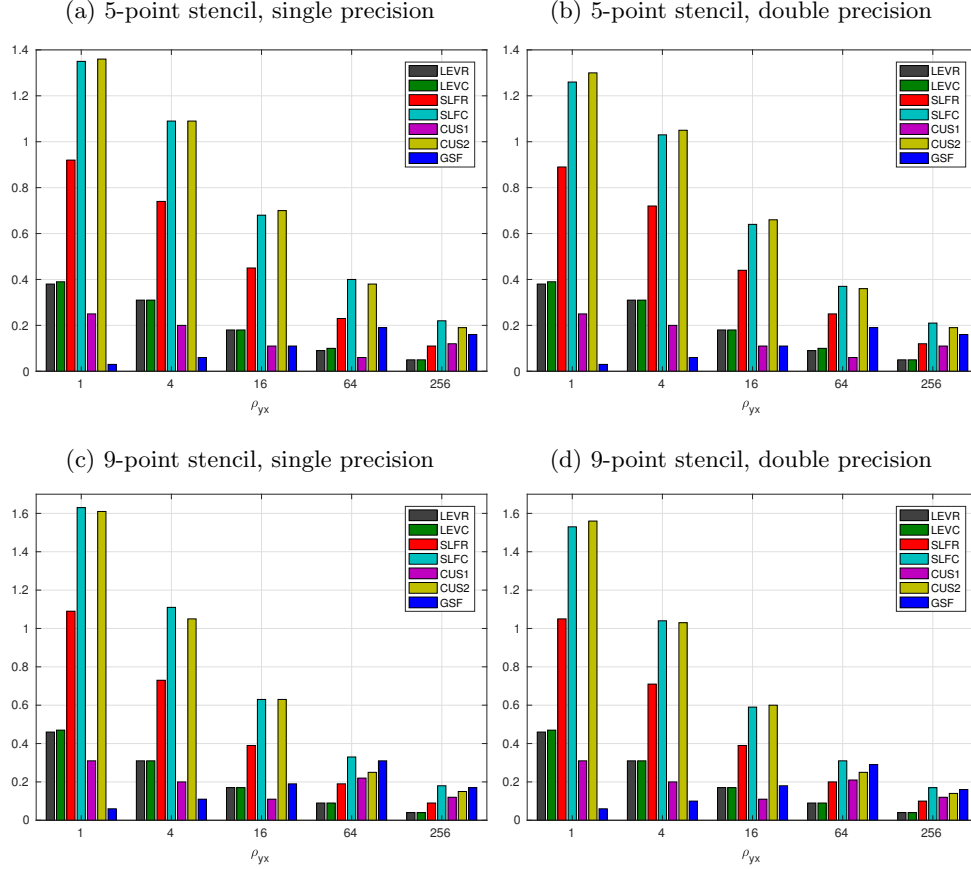 (a) 5-point stencil, single precision
1.4
1.2
1
0.8
0.6
0.4
0.2
0
1
4
16
64
256
ρyx
LEVR
LEVC
SLFR
SLFC
CUS1
CUS2
GSF
(b) 5-point stencil, double precision
1.4
1.2
1
0.8
0.6
0.4
0.2
0
1
4
16
64
256
ρyx
LEVR
LEVC
SLFR
SLFC
CUS1
CUS2
GSF
(c) 9-point stencil, single precision
1.6
1.4
1.2
1
0.8
0.6
0.4
0.2
0
1
4
16
64
256
ρyx
LEVR
LEVC
SLFR
SLFC
CUS1
CUS2
GSF
(d) 9-point stencil, double precision
1.6
1.4
1.2
1
0.8
0.6
0.4
0.2
0
1
4
16
64
256
ρyx
LEVR
LEVC
SLFR
SLFC
CUS1
CUS2
GSF